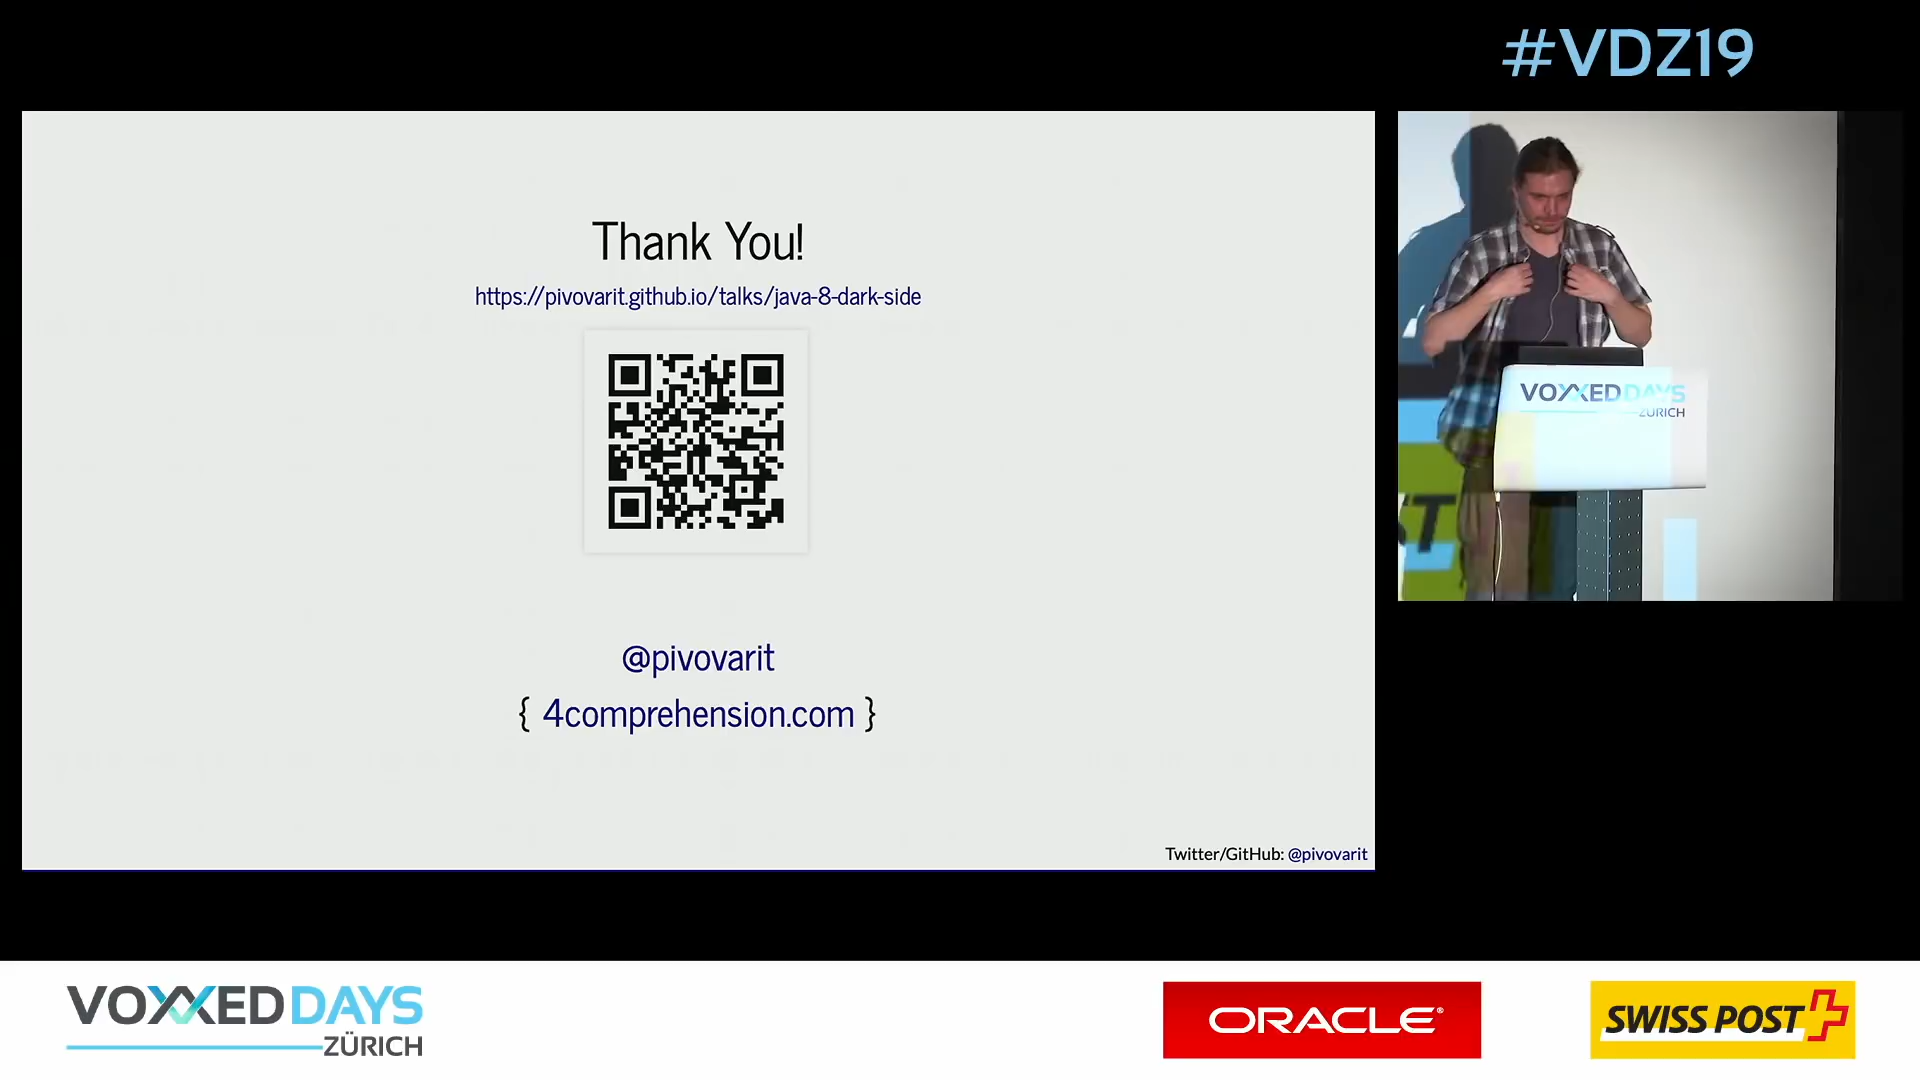 #VDZ19
Thank You!
https://pivovarit.github.io/talks/java-8-dark-side
@pivovarit
{ 4comprehension.com }
Twitter/GitHub: @pivovarit
VOXXED DAYS
ZÜRICH
VOXXED DAYS
ZÜRICH
ORACLE®
SWISS POST